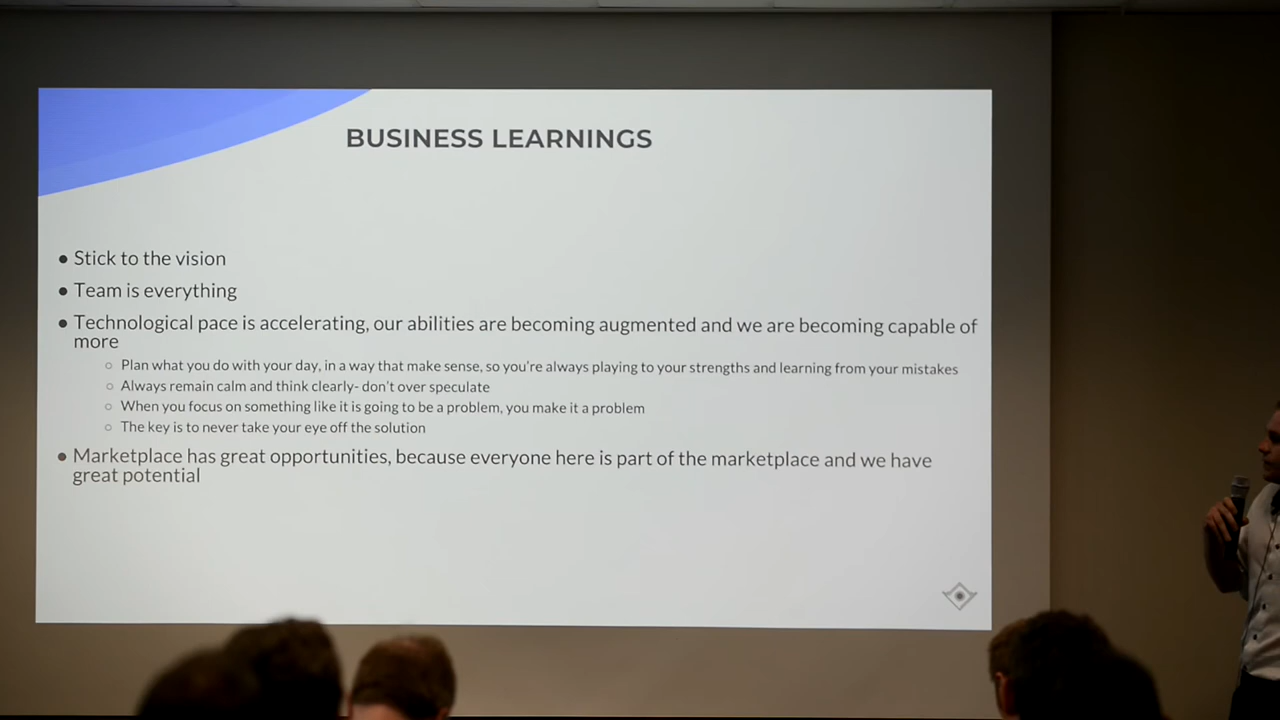 BUSINESS LEARNINGS
● Stick to the vision
● Team is everything
● Technological pace is accelerating, our abilities are becoming augmented and we are becoming capable of
more
○ Plan what you do with your day, in a way that make sense, so you're always playing to your strengths and learning from your mistakes
○ Always remain calm and think clearly- don't over speculate
○ When you focus on something like it is going to be a problem, you make it a problem
○ The key is to never take your eye off the solution
● Marketplace has great opportunities, because everyone here is part of the marketplace and we have
great potential